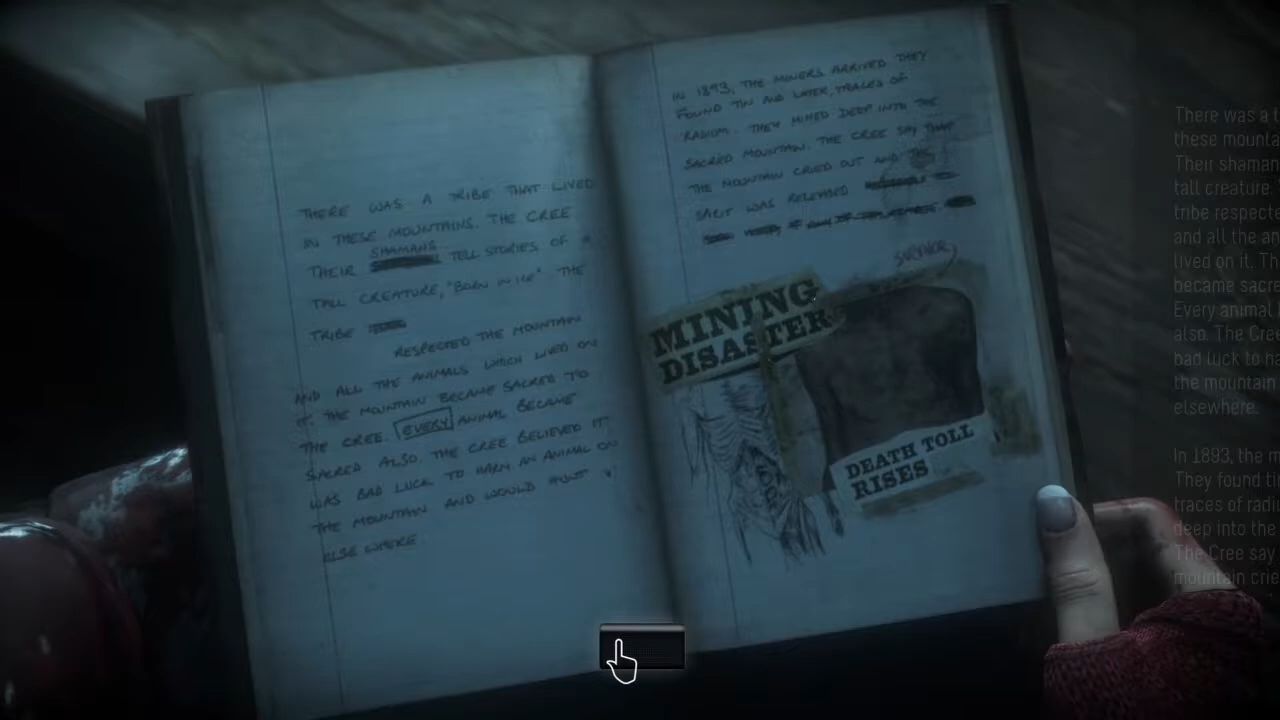 THERE WAS A TRIBE THAT LIVED
IN THESE MOUNTAINS. THE CREE
SHAMANS
THEIR TELL STORIES OF A
TALL CREATURE, "BORN IN ICE". THE
TRIBE
RESPECTED THE MOUNTAIN
AND ALL THE ANIMALS WHICH LIVED ON
IT. THE MOUNTAIN BECAME SACRED TO
THE CREE. EVERY ANIMAL BECAME
SACRED ALSO. THE CREE BELIEVED IT
WAS BAD LUCK TO HARM AN ANIMAL ON
THE MOUNTAIN AND WOULD HUNT
ELSEWHERE
IN 1893, THE MINERS ARRIVED THEY
FOUND TIN AND LATER, TRACES OF
RADIUM. THEY MINED DEEP INTO THE
SACRED MOUNTAIN. THE CREE SAY THAT
THE MOUNTAIN CRIED OUT AND THE
WAS RELEASED
SURVIVOR
MINING
DISASTER
DEATH TOLL
RISES
There was a
these mounta
Their shaman
tall creature.
tribe respecte
and all the an
lived on it. Th
became sacre
Every animal
also. The Cree
bad luck to ha
the mountain
elsewhere.
In 1893, the m
They found ti
traces of radi
deep into the
The Cree say
mountain crie